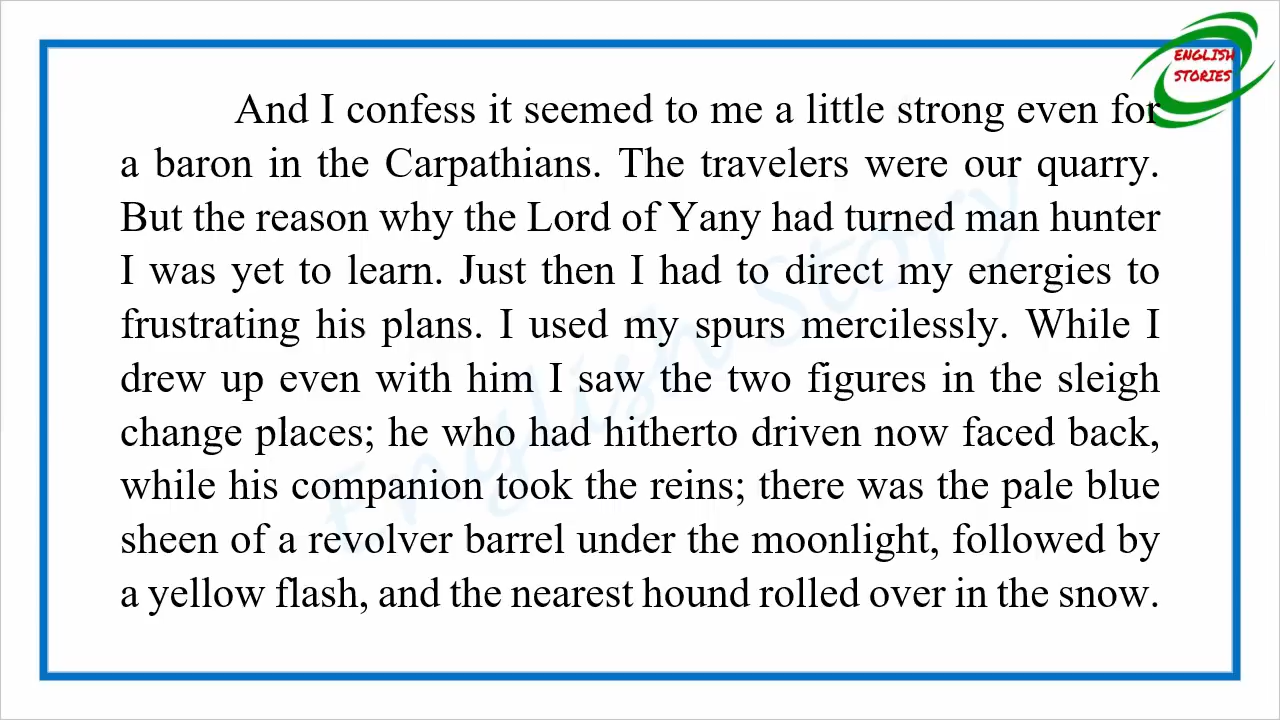 ENGLISH
STORIES
And I confess it seemed to me a little strong even for
a baron in the Carpathians. The travelers were our quarry.
But the reason why the Lord of Yany had turned man hunter
I was yet to learn. Just then I had to direct my energies to
frustrating his plans. I used my spurs mercilessly. While I
drew up even with him I saw the two figures in the sleigh
change places; he who had hitherto driven now faced back,
while his companion took the reins; there was the pale blue
sheen of a revolver barrel under the moonlight, followed by
a yellow flash, and the nearest hound rolled over in the snow.
English Story